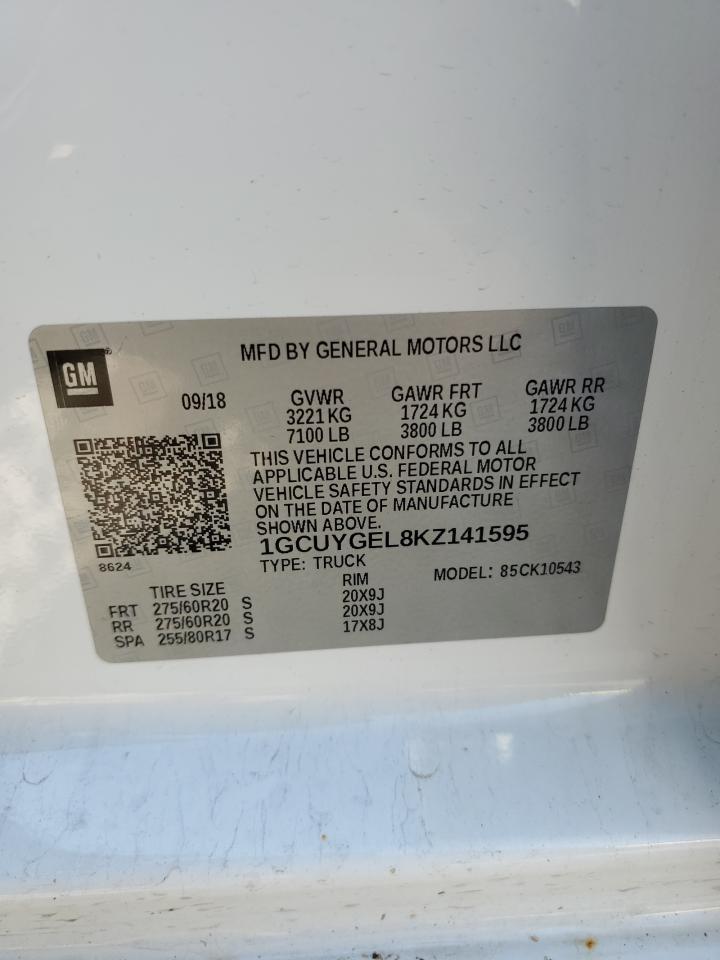 GM
®
MFD BY GENERAL MOTORS LLC
09/18 GVWR GAWR FRT GAWR RR
3221 KG 1724 KG 1724 KG
7100 LB 3800 LB 3800 LB
THIS VEHICLE CONFORMS TO ALL
APPLICABLE U.S. FEDERAL MOTOR
VEHICLE SAFETY STANDARDS IN EFFECT
ON THE DATE OF MANUFACTURE
SHOWN ABOVE.
1GCUYGEL8KZ141595
8624
TYPE: TRUCK MODEL: 85CK10543
TIRE SIZE RIM
FRT 275/60R20 S 20X9J
RR 275/60R20 S 20X9J
SPA 255/80R17 S 17X8J